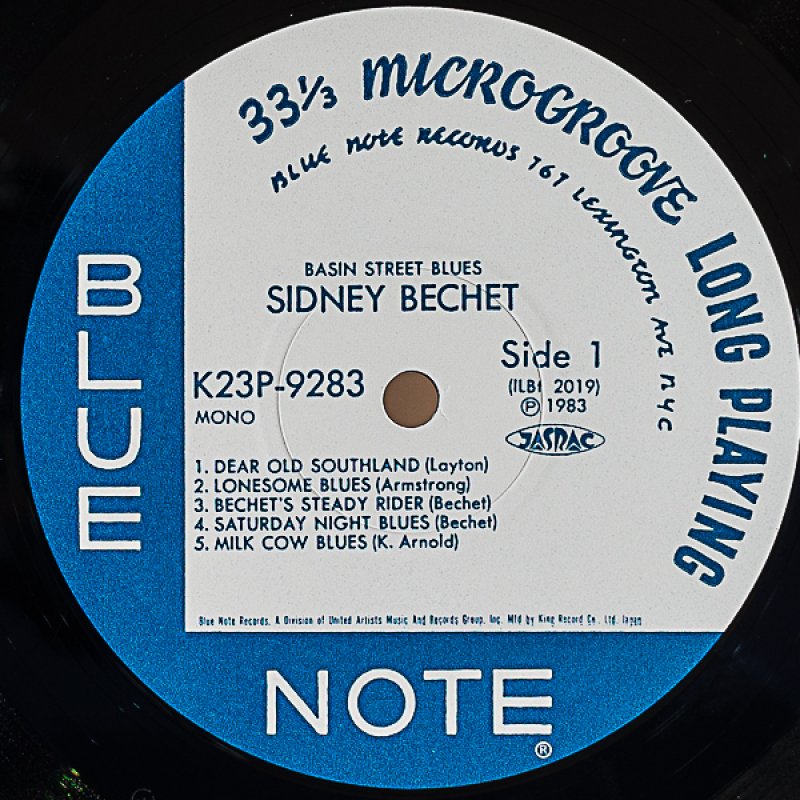 33⅓ MICROGROOVE LONG PLAYING
BLUE NOTE RECORDS 767 LEXINGTON AVE NYC
BASIN STREET BLUES
SIDNEY BECHET
K23P-9283
MONO
Side 1
(ILBI 2019)
Ⓟ 1983
JASRAC
1. DEAR OLD SOUTHLAND (Layton)
2. LONESOME BLUES (Armstrong)
3. BECHET'S STEADY RIDER (Bechet)
4. SATURDAY NIGHT BLUES (Bechet)
5. MILK COW BLUES (K. Arnold)
Blue Note Records, A Division of United Artists Music And Records Group, Inc. Mfd by King Record Co., Ltd. Japan
BLUE
NOTE®